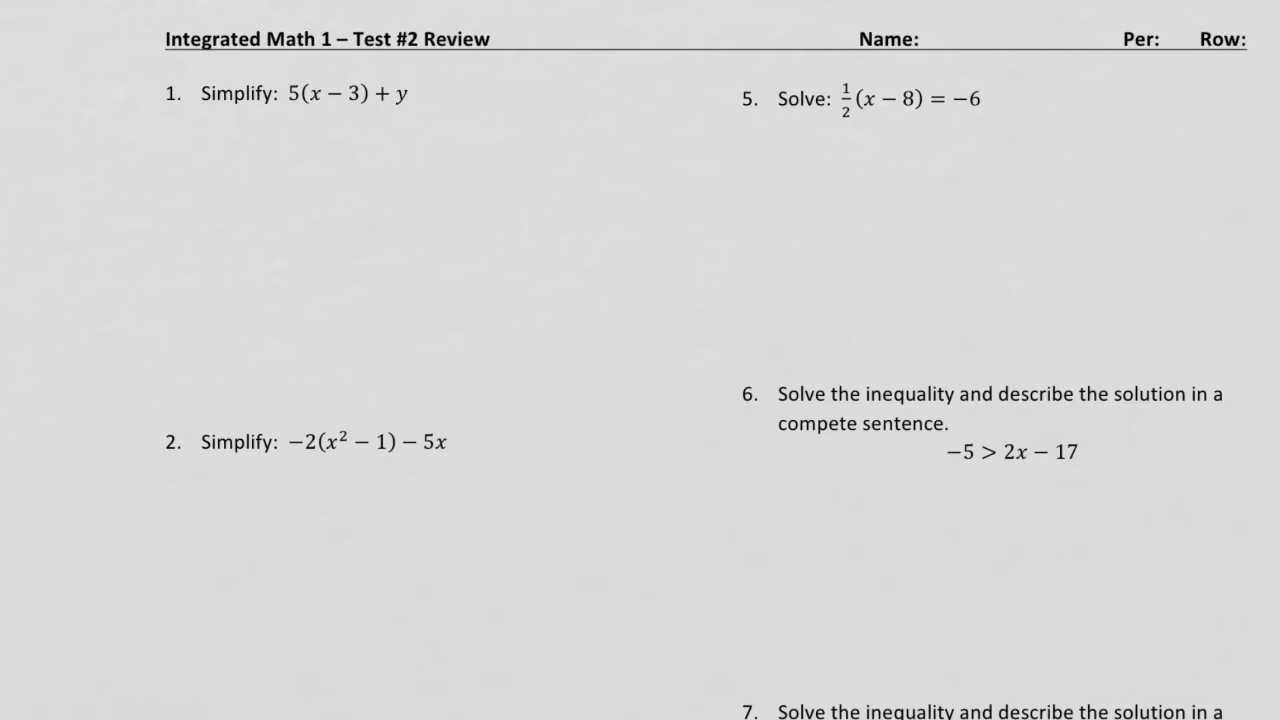 Integrated Math 1 – Test #2 Review Name: Per: Row:
1. Simplify: 5(x − 3) + y
2. Simplify: −2(x² − 1) − 5x
5. Solve: 1/2(x − 8) = −6
6. Solve the inequality and describe the solution in a
compete sentence.
−5 > 2x − 17
7. Solve the inequality and describe the solution in a